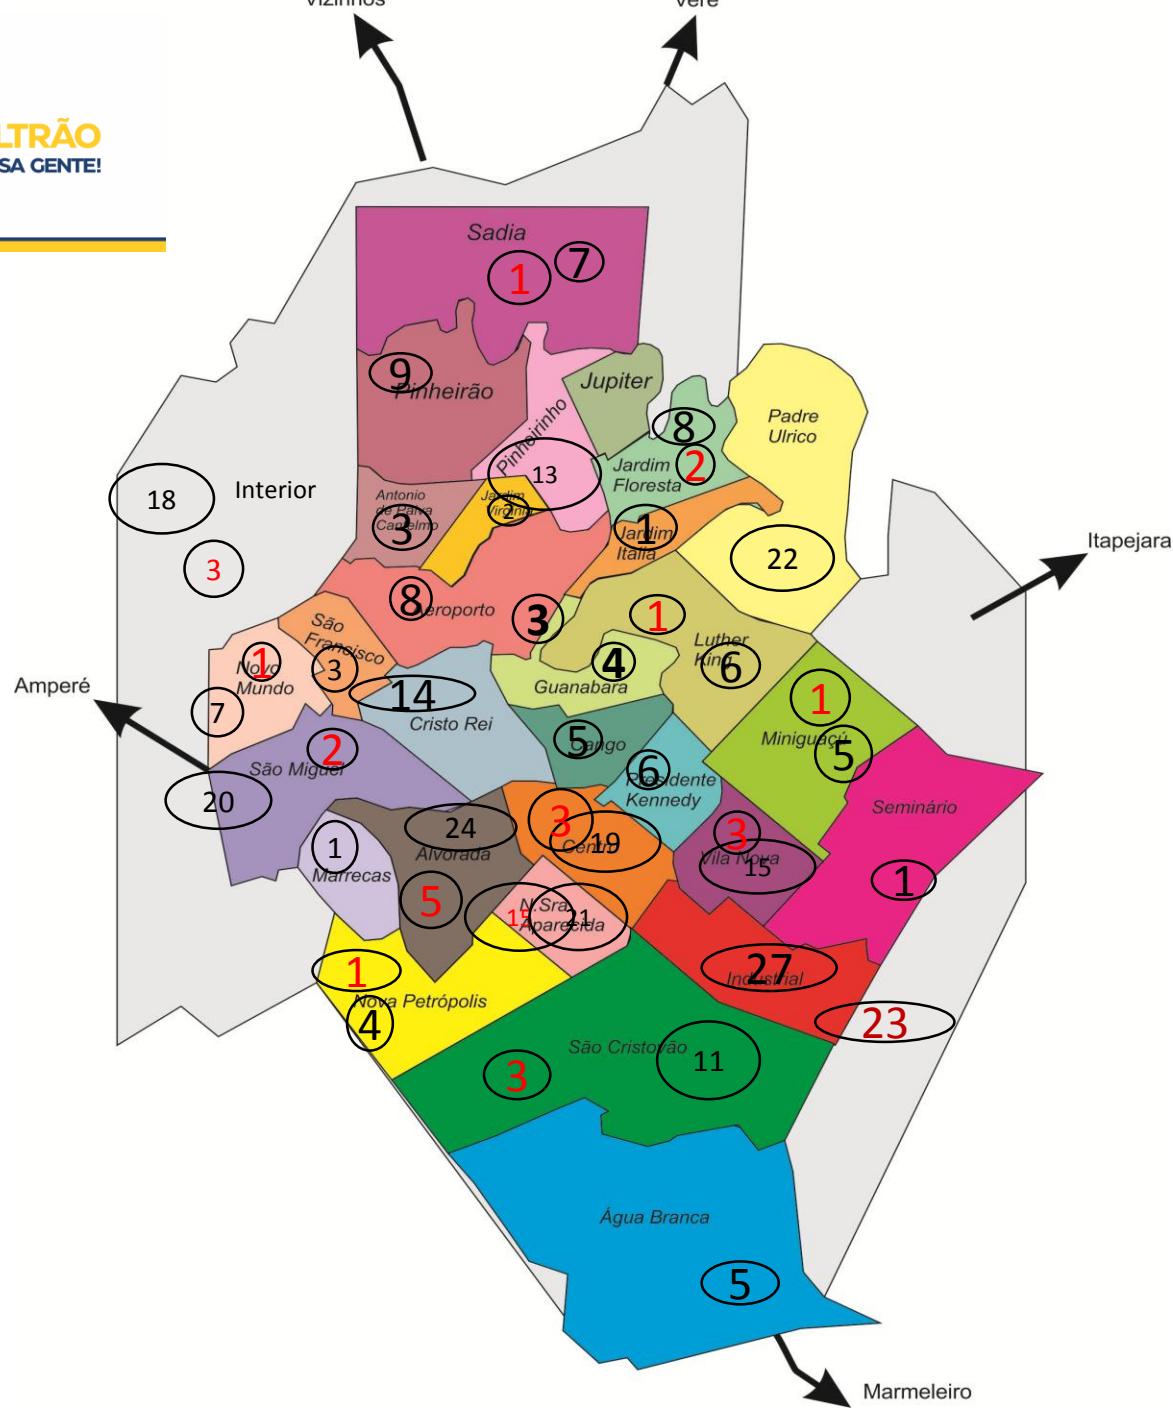 Vizinhos
Verê
LTRÃO
SA GENTE!
Sadia
1
7
9
Pinheirão
Pinheirinho
Jupiter
8
2
Jardim
Floresta
Padre
Ulrico
13
18
Interior
3
Antonio
de Paiva
Cantelmo
3
Jardim
Virginia
2
1
Jardim
Itália
22
Itapejara
8
Aeroporto
3
1
Luther
King
6
São
Francisco
3
1
Novo
Mundo
7
4
Guanabara
14
Cristo Rei
Amperé
1
Miniguaçú
5
5
Cango
6
Presidente
Kennedy
2
São Miguel
20
Seminário
1
24
Alvorada
5
3
19
Centro
3
Vila Nova
15
1
Marrecas
15
21
N.Sra.
Aparecida
1
Nova Petrópolis
4
27
Industrial
23
São Cristovão
3
11
Água Branca
5
Marmeleiro